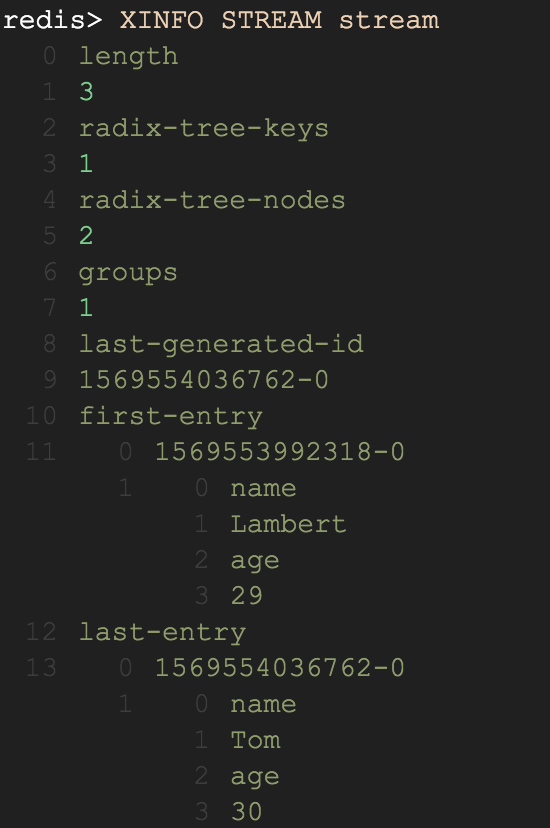 redis> XINFO STREAM stream
0 length
1 3
2 radix-tree-keys
3 1
4 radix-tree-nodes
5 2
6 groups
7 1
8 last-generated-id
9 1569554036762-0
10 first-entry
11 0 1569553992318-0
1 0 name
1 Lambert
2 age
3 29
12 last-entry
13 0 1569554036762-0
1 0 name
1 Tom
2 age
3 30